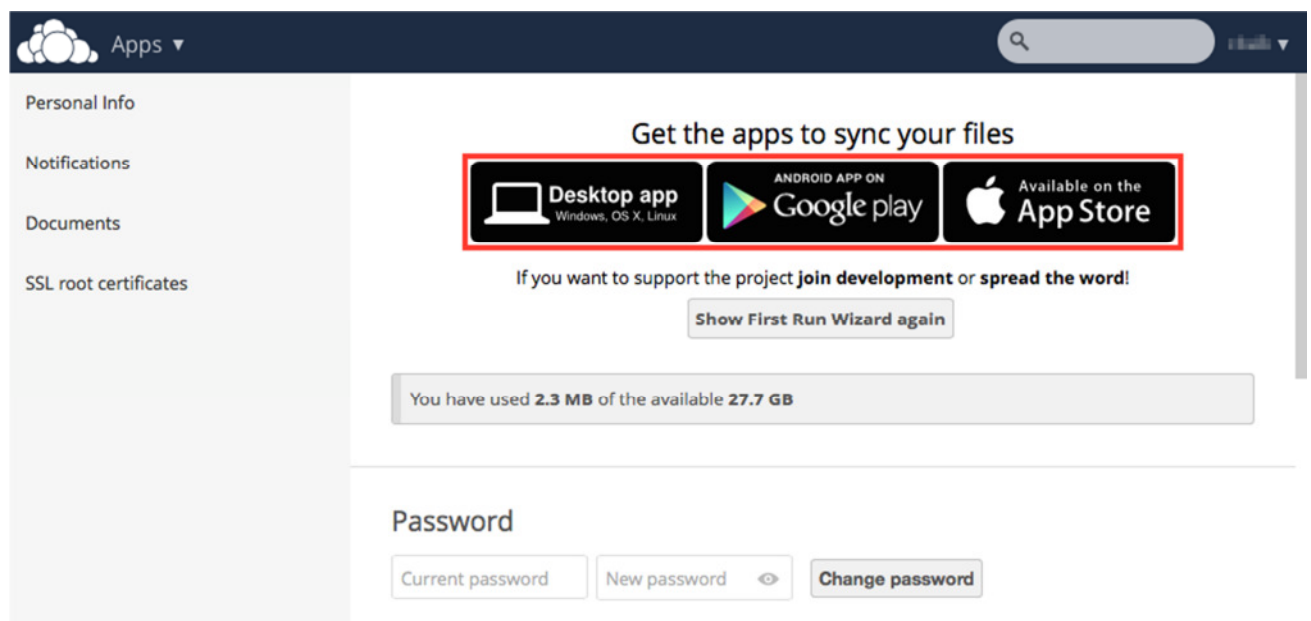 Apps ▼
Personal Info
Notifications
Documents
SSL root certificates
Get the apps to sync your files
Desktop app
Windows, OS X, Linux
ANDROID APP ON
Google play
Available on the
App Store
If you want to support the project join development or spread the word!
Show First Run Wizard again
You have used 2.3 MB of the available 27.7 GB
Password
Current password
New password
Change password